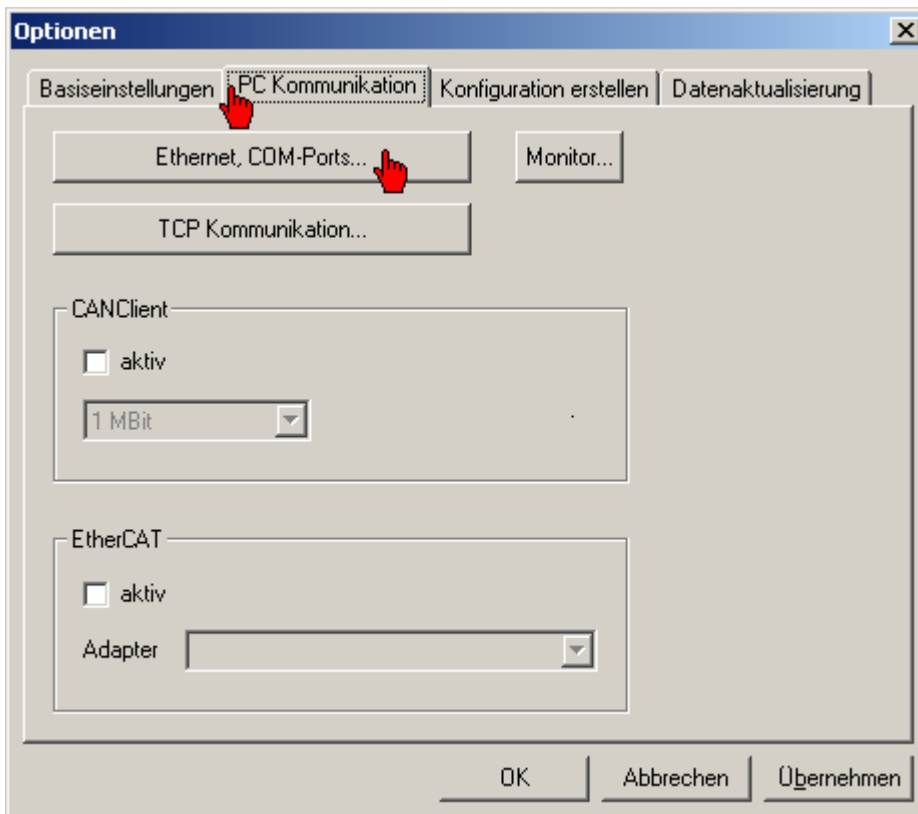 Optionen
Basiseinstellungen PC Kommunikation Konfiguration erstellen Datenaktualisierung
Ethernet, COM-Ports... Monitor...
TCP Kommunikation...
CANClient
aktiv
1 MBit
EtherCAT
aktiv
Adapter
OK Abbrechen Übernehmen